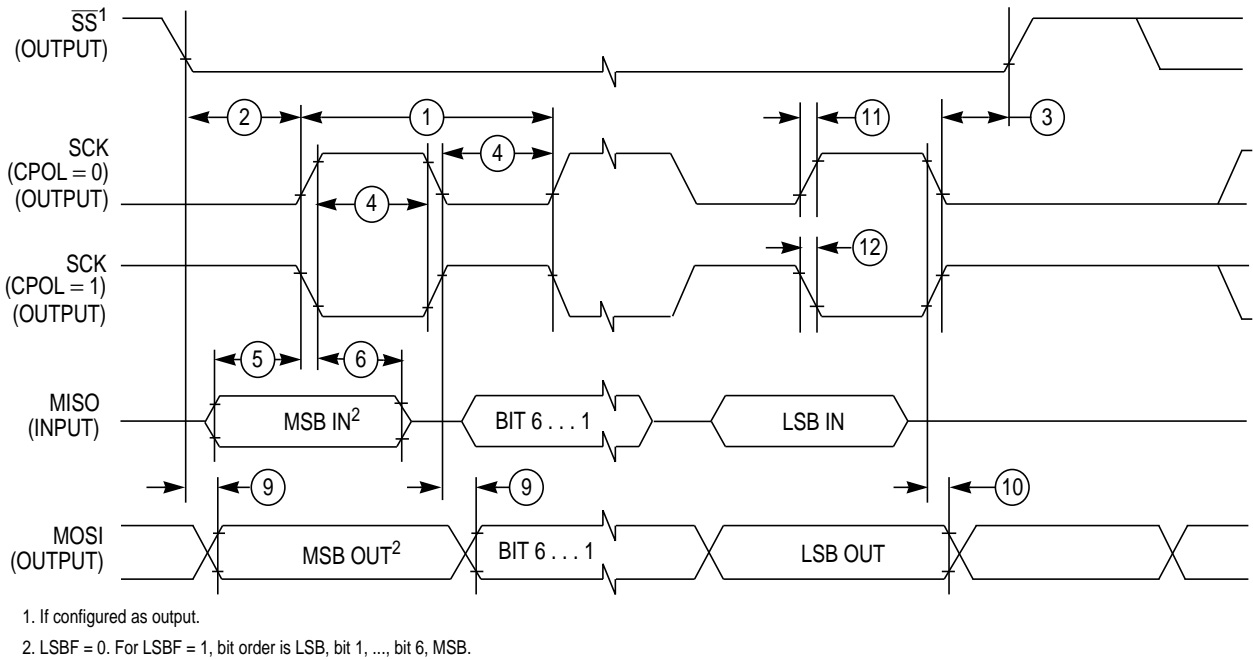 SS¹
(OUTPUT)
2
1
11
3
SCK
(CPOL = 0)
(OUTPUT)
4
4
12
SCK
(CPOL = 1)
(OUTPUT)
5
6
MISO
(INPUT)
MSB IN²
BIT 6 . . . 1
LSB IN
9
9
10
MOSI
(OUTPUT)
MSB OUT²
BIT 6 . . . 1
LSB OUT
1. If configured as output.
2. LSBF = 0. For LSBF = 1, bit order is LSB, bit 1, ..., bit 6, MSB.